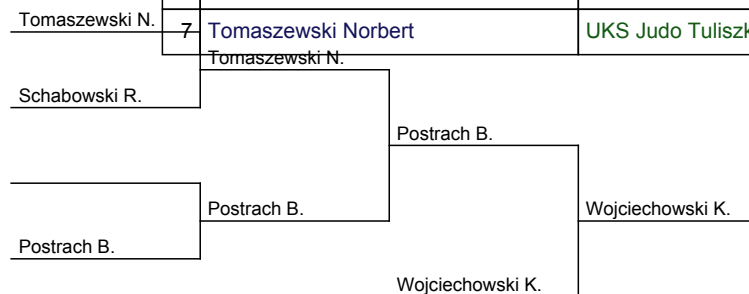 Tomaszewski N.
7 Tomaszewski Norbert
Tomaszewski N.
Schabowski R.
Postrach B.
Postrach B.
Wojciechowski K.
Postrach B.
Wojciechowski K.